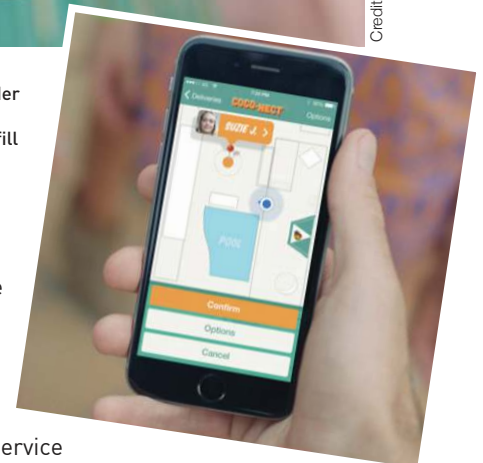 Credit
der
fill
e
ervice
Deliveries
COCO-NECT
Options
SUZIE J.
POOL
Confirm
Options
Cancel